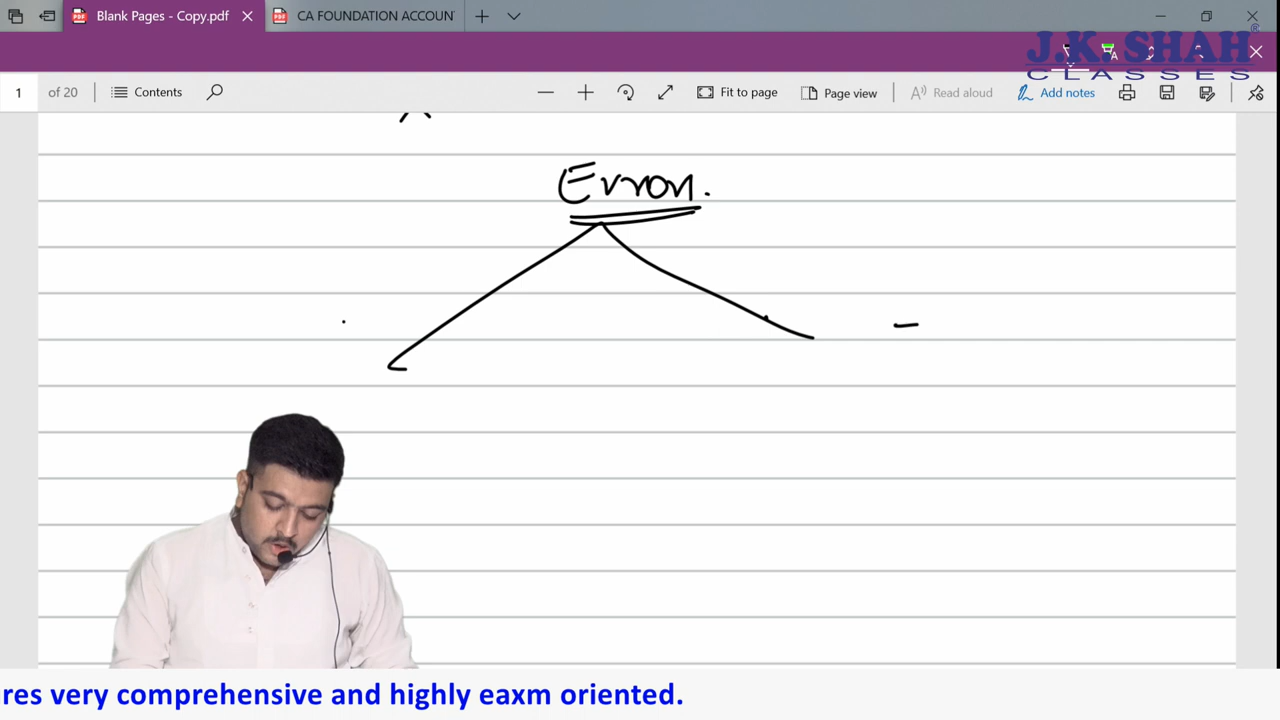 Blank Pages - Copy.pdf
CA FOUNDATION ACCOUN
J.K. SHAH®
CLASSES
1 of 20
Contents
Fit to page
Page view
Read aloud
Add notes
Error.
res very comprehensive and highly eaxm oriented.